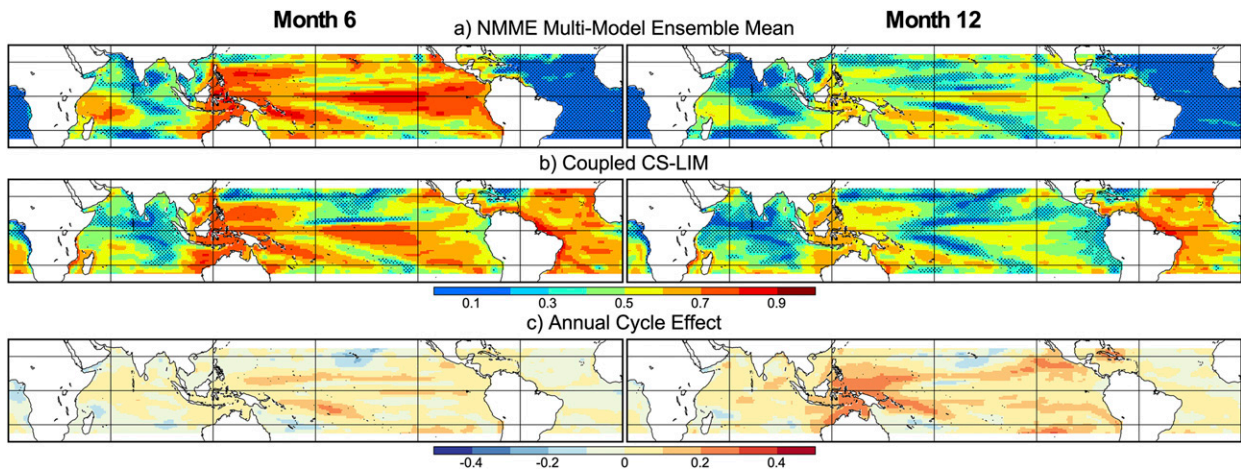 Month 6
Month 12
a) NMME Multi-Model Ensemble Mean
b) Coupled CS-LIM
0.1 0.3 0.5 0.7 0.9
c) Annual Cycle Effect
-0.4 -0.2 0 0.2 0.4